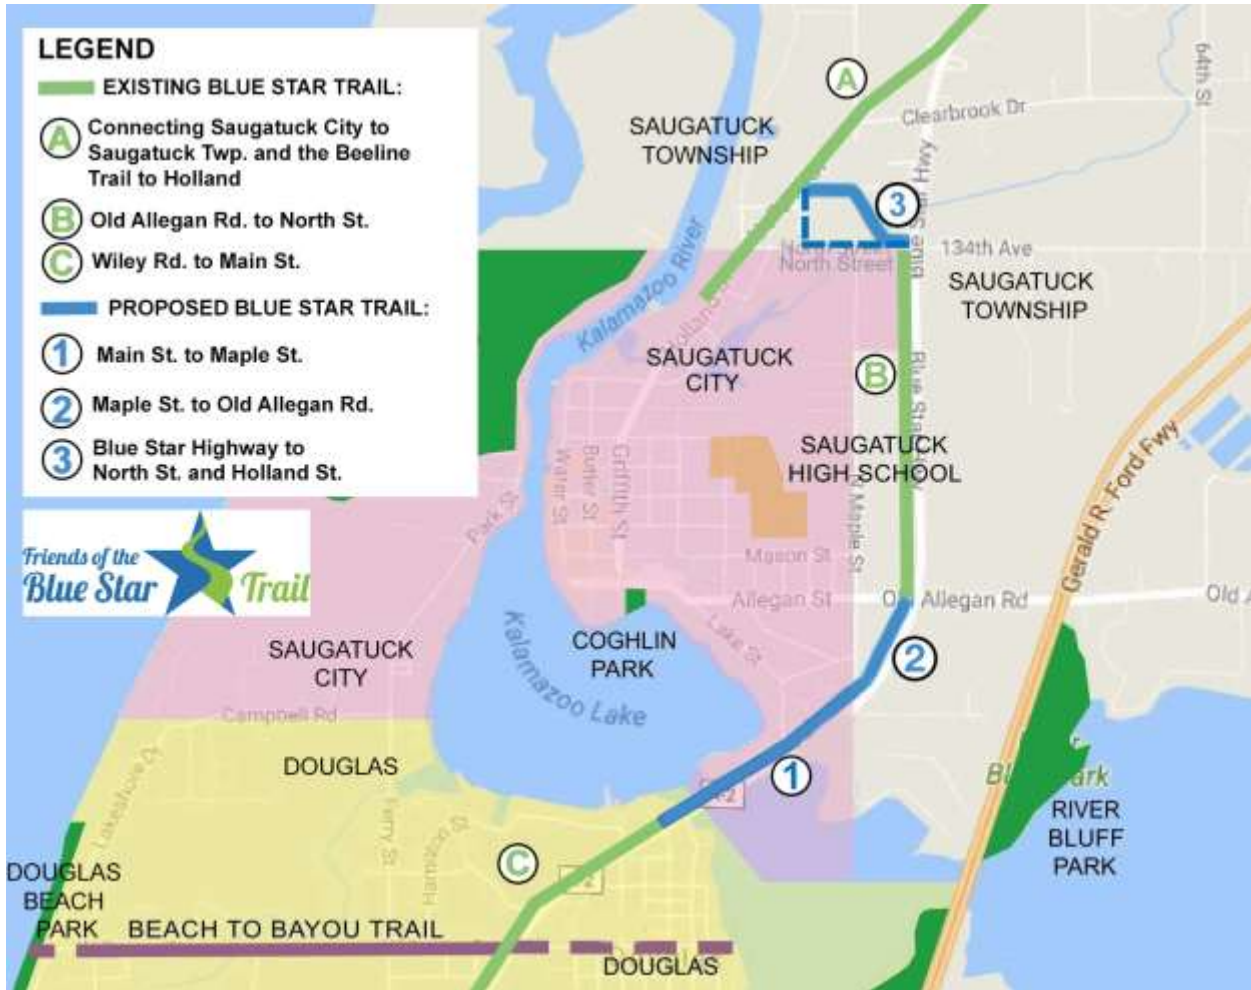 LEGEND
EXISTING BLUE STAR TRAIL:
A Connecting Saugatuck City to
Saugatuck Twp. and the Beeline
Trail to Holland
B Old Allegan Rd. to North St.
C Wiley Rd. to Main St.
PROPOSED BLUE STAR TRAIL:
1 Main St. to Maple St.
2 Maple St. to Old Allegan Rd.
3 Blue Star Highway to
North St. and Holland St.
Friends of the
Blue Star Trail
A
SAUGATUCK
TOWNSHIP
Clearbrook Dr
64th St
3
Kalamazoo River
North Street
134th Ave
SAUGATUCK
TOWNSHIP
Holland
SAUGATUCK
CITY
B
Blue Star
SAUGATUCK
HIGH SCHOOL
Gerald R. Ford Fwy
Water St
Butler St
Griffith St
Park St
Maple St
Mason St
Allegan St
Allegan Rd
Old
Lake St
COGHLIN
PARK
SAUGATUCK
CITY
2
Kalamazoo Lake
Campbell Rd
DOUGLAS
1
Lakeshore Dr
Ferry St
RIVER
BLUFF
PARK
C
DOUGLAS
BEACH
PARK
BEACH TO BAYOU TRAIL
DOUGLAS